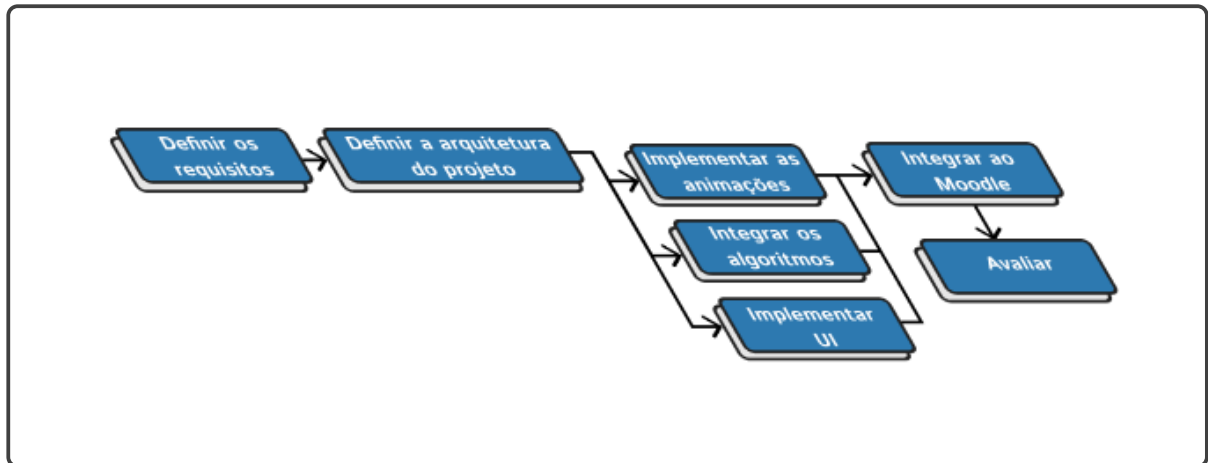 Definir os
requisitos
Definir a arquitetura
do projeto
Implementar as
animações
Integrar os
algoritmos
Implementar
UI
Integrar ao
Moodle
Avaliar